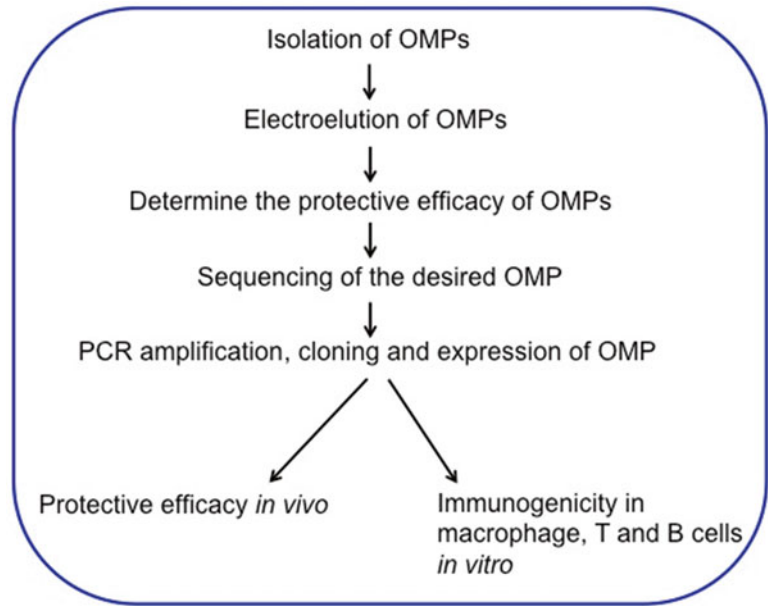 Isolation of OMPs
Electroelution of OMPs
Determine the protective efficacy of OMPs
Sequencing of the desired OMP
PCR amplification, cloning and expression of OMP
Protective efficacy in vivo
Immunogenicity in
macrophage, T and B cells
in vitro